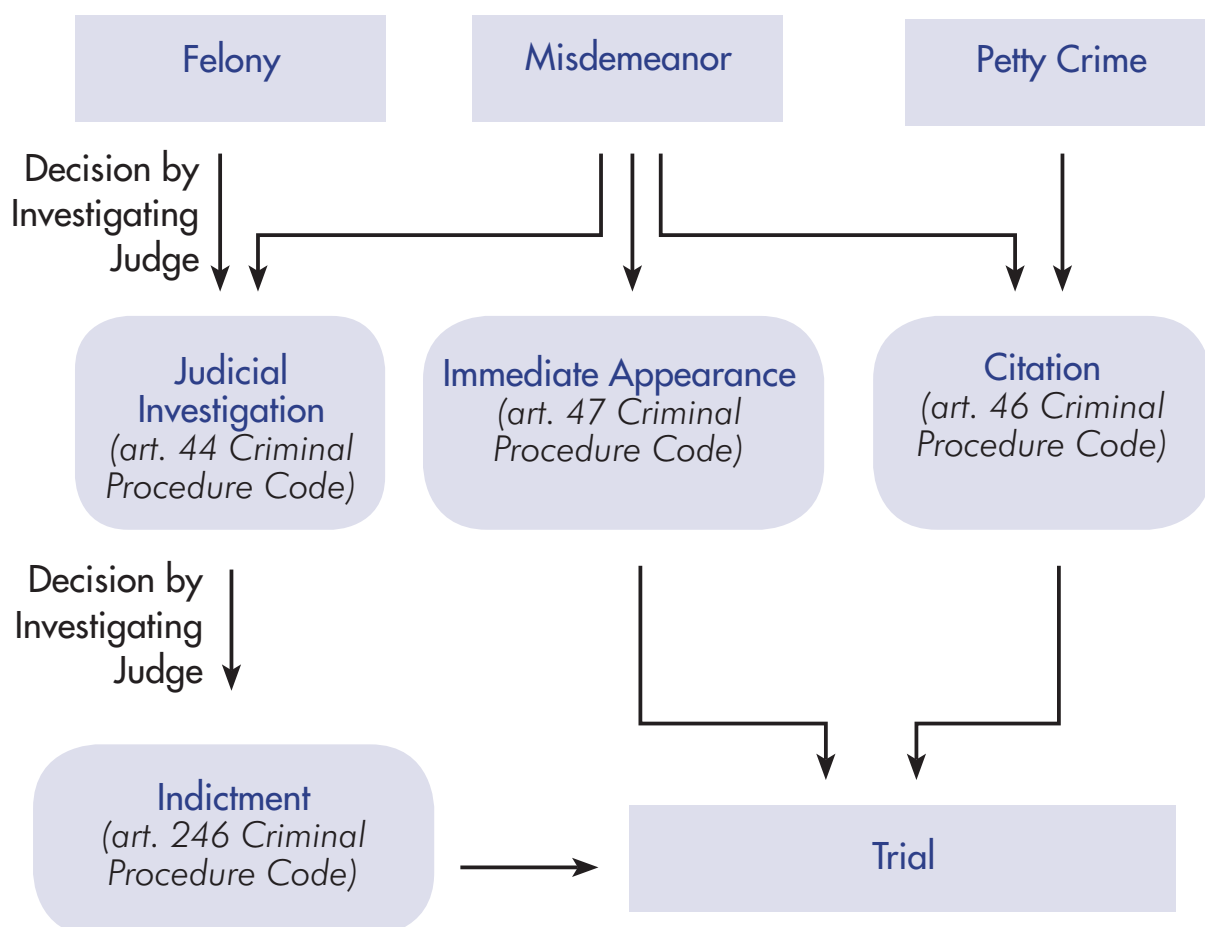 Felony
Misdemeanor
Petty Crime
Decision by
Investigating
Judge
Judicial
Investigation
(art. 44 Criminal
Procedure Code)
Immediate Appearance
(art. 47 Criminal
Procedure Code)
Citation
(art. 46 Criminal
Procedure Code)
Decision by
Investigating
Judge
Indictment
(art. 246 Criminal
Procedure Code)
Trial